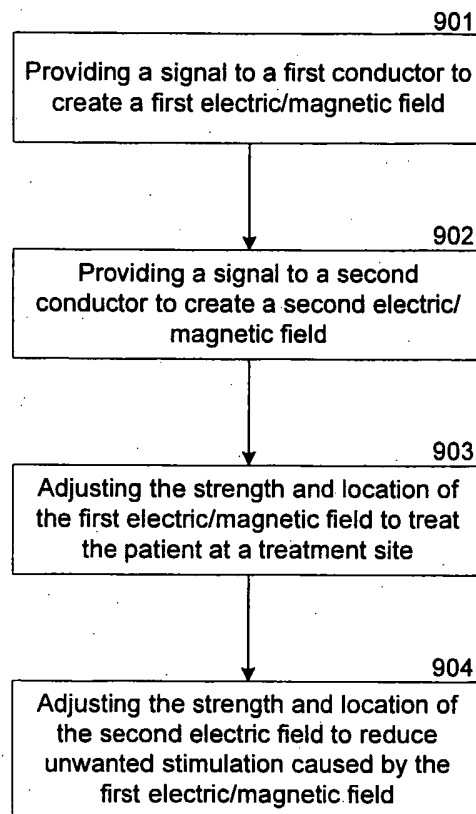 901
Providing a signal to a first conductor to
create a first electric/magnetic field
902
Providing a signal to a second
conductor to create a second electric/
magnetic field
903
Adjusting the strength and location of
the first electric/magnetic field to treat
the patient at a treatment site
904
Adjusting the strength and location of
the second electric field to reduce
unwanted stimulation caused by the
first electric/magnetic field